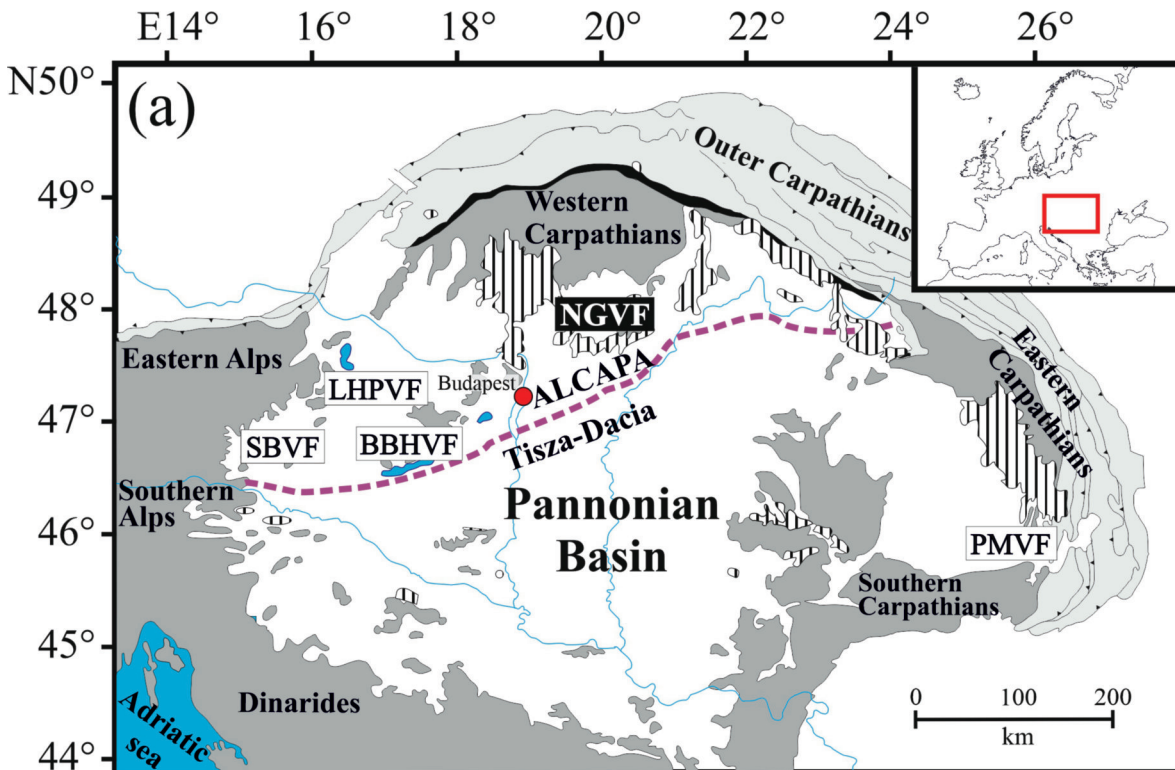 E14°
16°
18°
20°
22°
24°
26°
N50°
(a)
Outer Carpathians
49°
Western
Carpathians
48°
NGVF
Eastern Alps
Budapest
ALCAPA
LHPVF
Eastern
Carpathians
47°
Tisza-Dacia
SBVF
BBHVF
Southern
Alps
Pannonian
Basin
46°
PMVF
Southern
Carpathians
45°
Dinarides
Adriatic
sea
0
100
200
km
44°